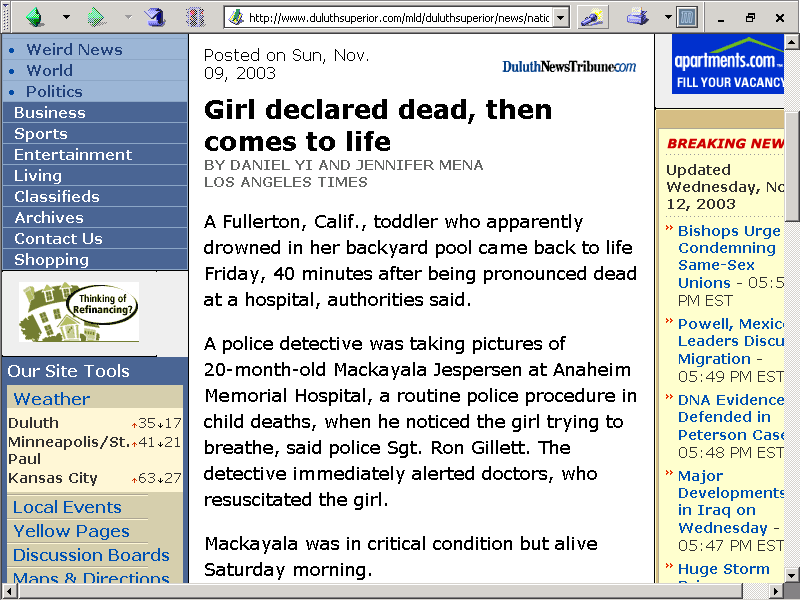 http://www.duluthsuperior.com/mld/duluthsuperior/news/natic
Weird News
World
Politics
Business
Sports
Entertainment
Living
Classifieds
Archives
Contact Us
Shopping
Thinking of
Refinancing?
Our Site Tools
Weather
Duluth 35 17
Minneapolis/St. 41 21
Paul
Kansas City 63 27
Local Events
Yellow Pages
Discussion Boards
Maps & Directions
Posted on Sun, Nov.
09, 2003
DuluthNewsTribune.com
Girl declared dead, then
comes to life
BY DANIEL YI AND JENNIFER MENA
LOS ANGELES TIMES
A Fullerton, Calif., toddler who apparently
drowned in her backyard pool came back to life
Friday, 40 minutes after being pronounced dead
at a hospital, authorities said.
A police detective was taking pictures of
20-month-old Mackayala Jespersen at Anaheim
Memorial Hospital, a routine police procedure in
child deaths, when he noticed the girl trying to
breathe, said police Sgt. Ron Gillett. The
detective immediately alerted doctors, who
resuscitated the girl.
Mackayala was in critical condition but alive
Saturday morning.
apartments.com
FILL YOUR VACANCY
BREAKING NEW
Updated
Wednesday, No
12, 2003
Bishops Urge
Condemning
Same-Sex
Unions - 05:5
PM EST
Powell, Mexico
Leaders Discu
Migration -
05:49 PM EST
DNA Evidence
Defended in
Peterson Case
05:48 PM EST
Major
Developments
in Iraq on
Wednesday -
05:47 PM EST
Huge Storm